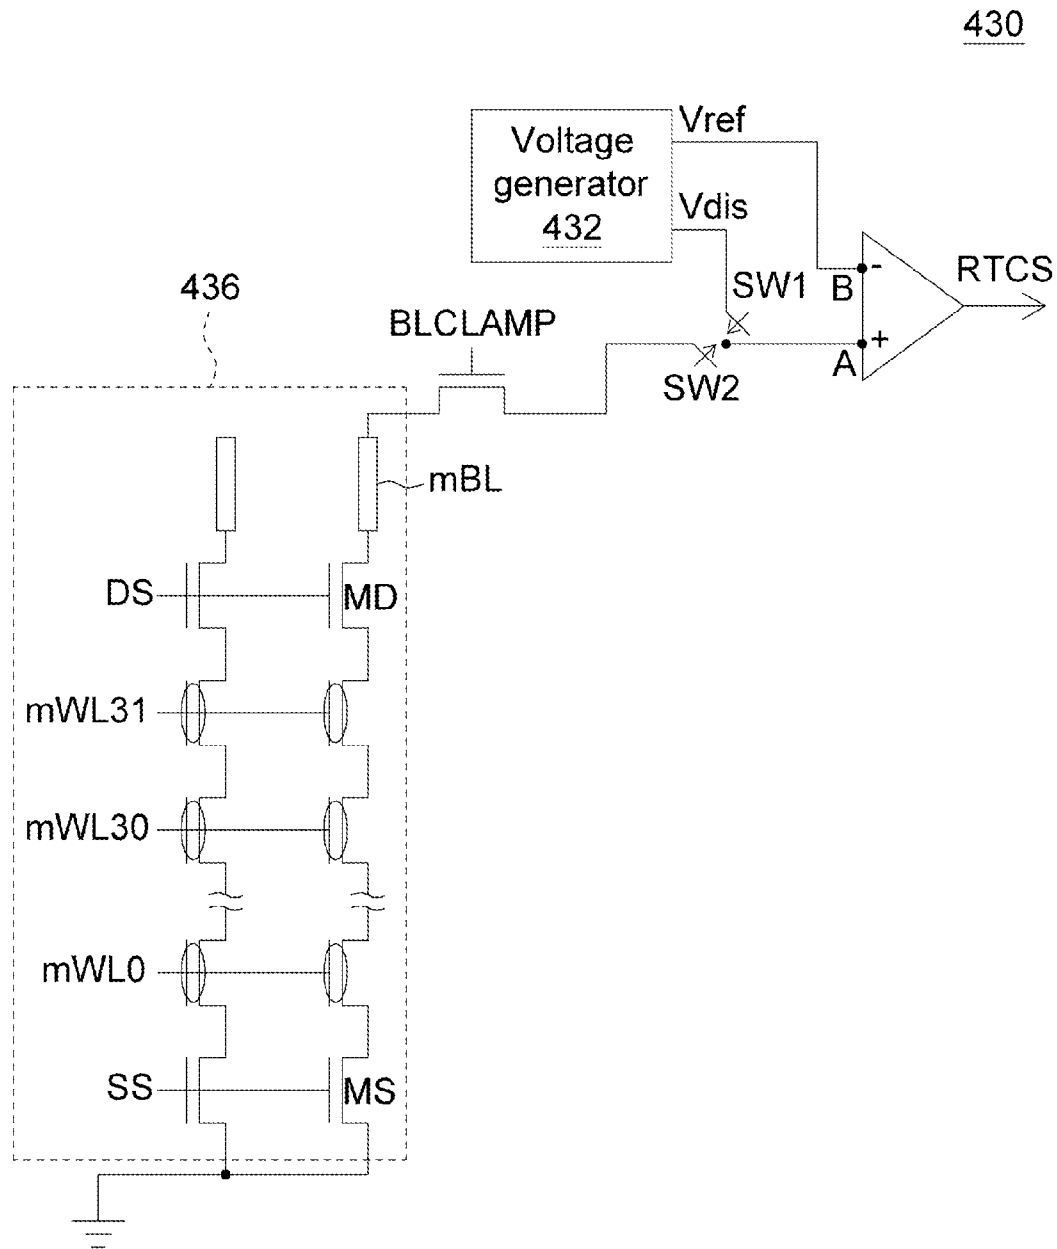 430
Voltage
generator
432
Vref
Vdis
SW1
B
-
RTCS
436
BLCLAMP
SW2
A
+
mBL
DS
MD
mWL31
mWL30
mWL0
SS
MS